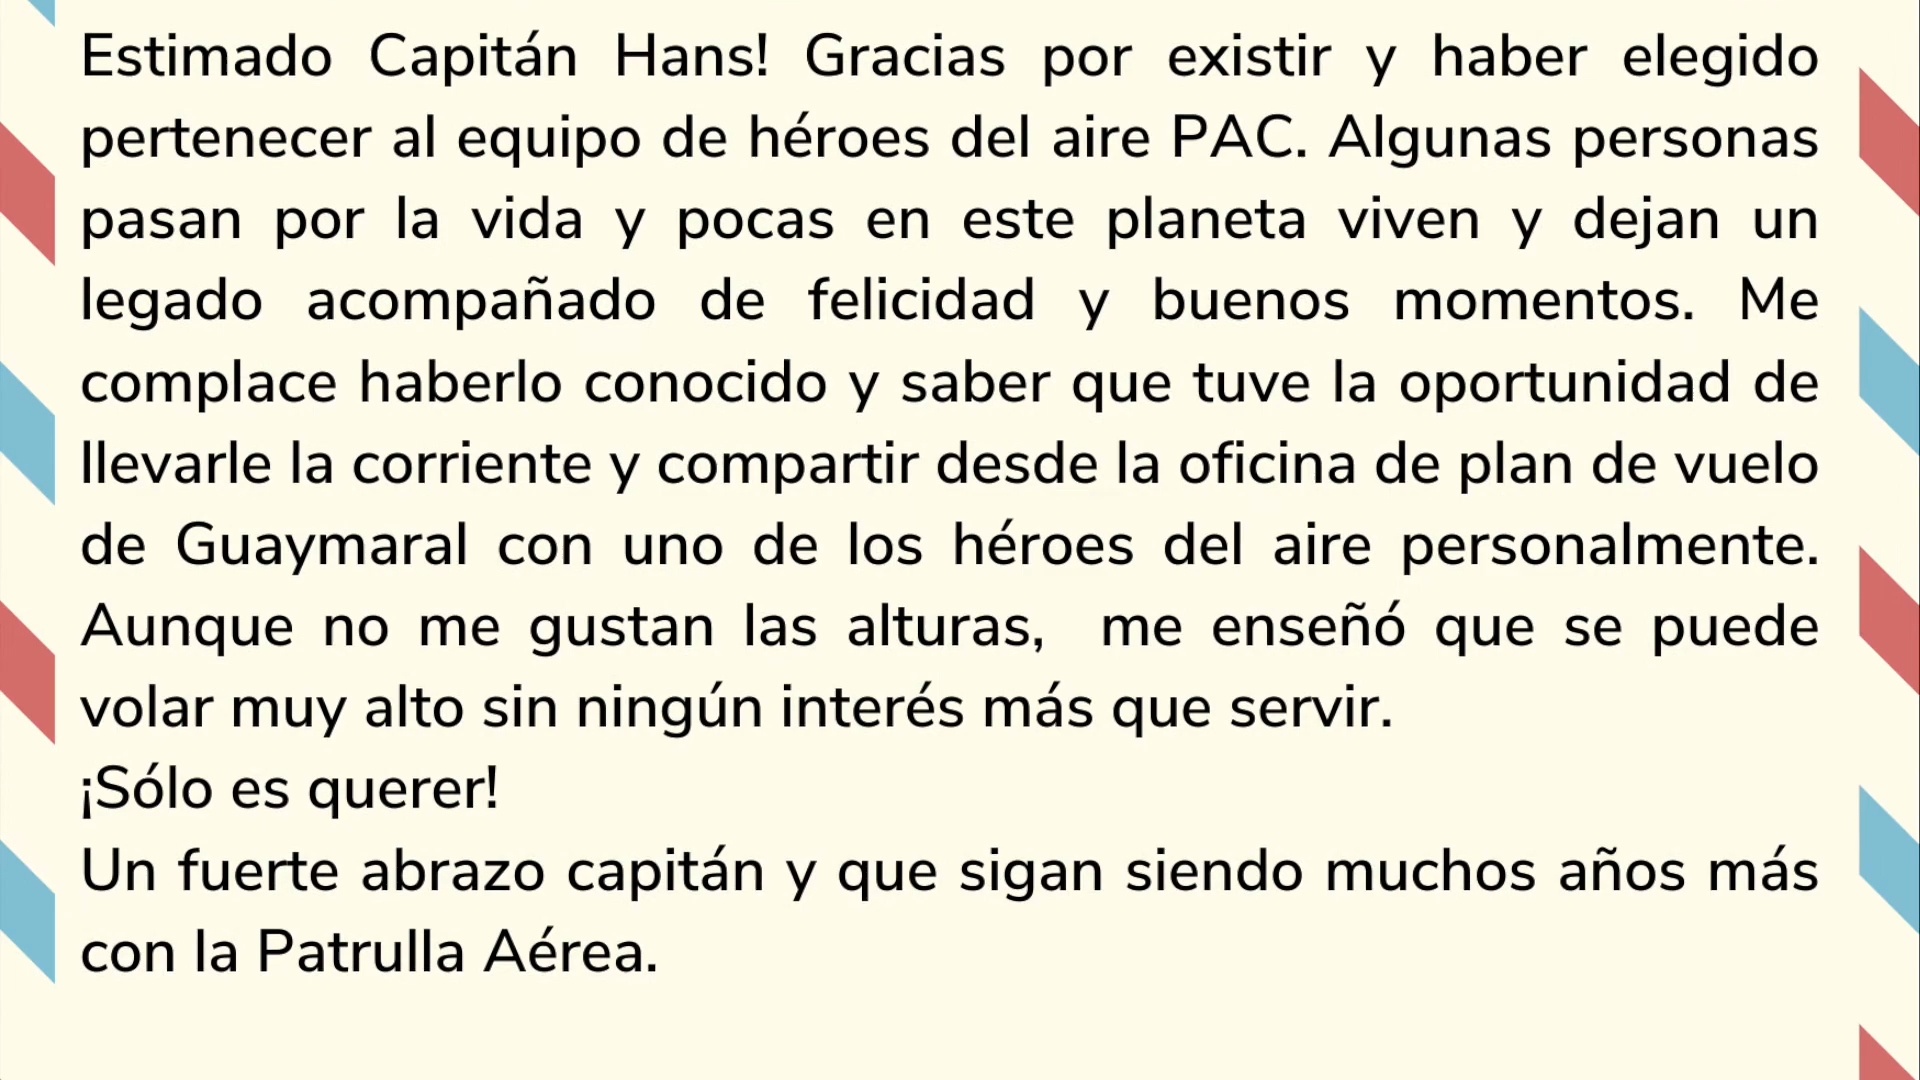 Estimado Capitán Hans! Gracias por existir y haber elegido
pertenecer al equipo de héroes del aire PAC. Algunas personas
pasan por la vida y pocas en este planeta viven y dejan un
legado acompañado de felicidad y buenos momentos. Me
complace haberlo conocido y saber que tuve la oportunidad de
llevarle la corriente y compartir desde la oficina de plan de vuelo
de Guaymaral con uno de los héroes del aire personalmente.
Aunque no me gustan las alturas,  me enseñó que se puede
volar muy alto sin ningún interés más que servir.
¡Sólo es querer!
Un fuerte abrazo capitán y que sigan siendo muchos años más
con la Patrulla Aérea.